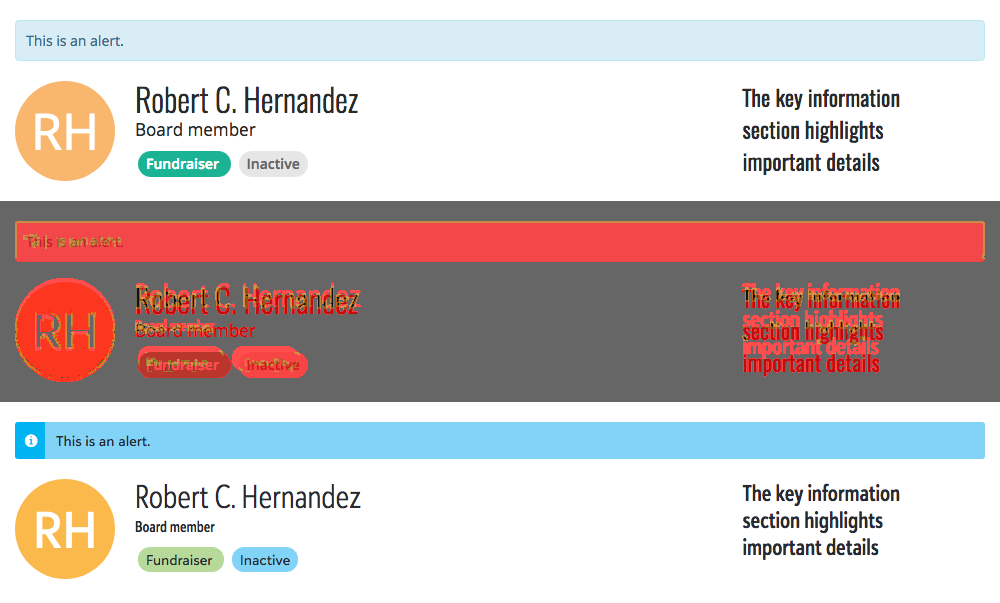 This is an alert.
RH
Robert C. Hernandez
Board member
Fundraiser Inactive
The key information
section highlights
important details
This is an alert.
RH
Robert C. Hernandez
Board member
Fundraiser Inactive
The key information
section highlights
important details
This is an alert.
RH
Robert C. Hernandez
Board member
Fundraiser Inactive
The key information
section highlights
important details